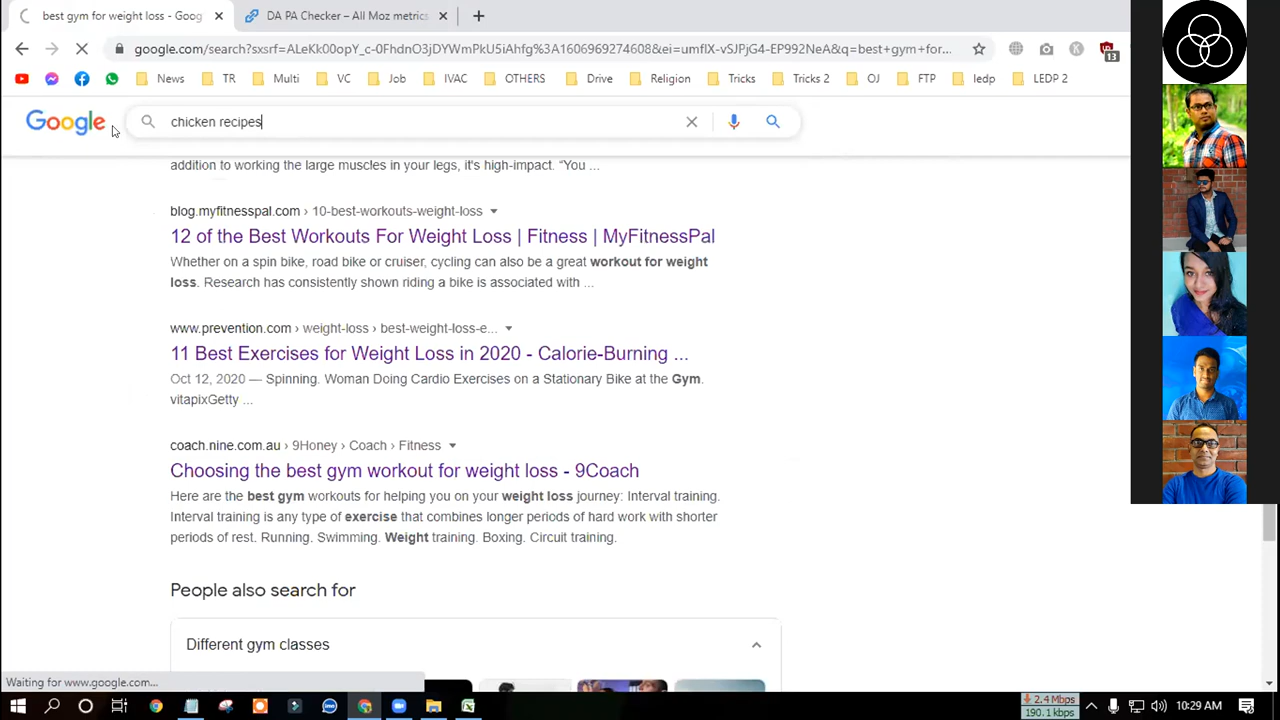 best gym for weight loss - Goog
DA PA Checker – All Moz metrics
google.com/search?sxsrf=ALeKk00opY_c-0FhdnO3jDYWmPkU5iAhfg%3A1606969274608&ei=umfIX-vSJPjG4-EP992NeA&q=best+gym+for...
13
News
TR
Multi
VC
Job
IVAC
OTHERS
Drive
Religion
Tricks
Tricks 2
OJ
FTP
ledp
LEDP 2
Google
chicken recipes
addition to working the large muscles in your legs, it's high-impact. “You ...
blog.myfitnesspal.com › 10-best-workouts-weight-loss
12 of the Best Workouts For Weight Loss | Fitness | MyFitnessPal
Whether on a spin bike, road bike or cruiser, cycling can also be a great workout for weight
loss. Research has consistently shown riding a bike is associated with ...
www.prevention.com › weight-loss › best-weight-loss-e...
11 Best Exercises for Weight Loss in 2020 - Calorie-Burning ...
Oct 12, 2020 — Spinning. Woman Doing Cardio Exercises on a Stationary Bike at the Gym.
vitapixGetty ...
coach.nine.com.au › 9Honey › Coach › Fitness
Choosing the best gym workout for weight loss - 9Coach
Here are the best gym workouts for helping you on your weight loss journey: Interval training.
Interval training is any type of exercise that combines longer periods of hard work with shorter
periods of rest. Running. Swimming. Weight training. Boxing. Circuit training.
People also search for
Different gym classes
Waiting for www.google.com...
2.4 Mbps
190.1 kbps
10:29 AM